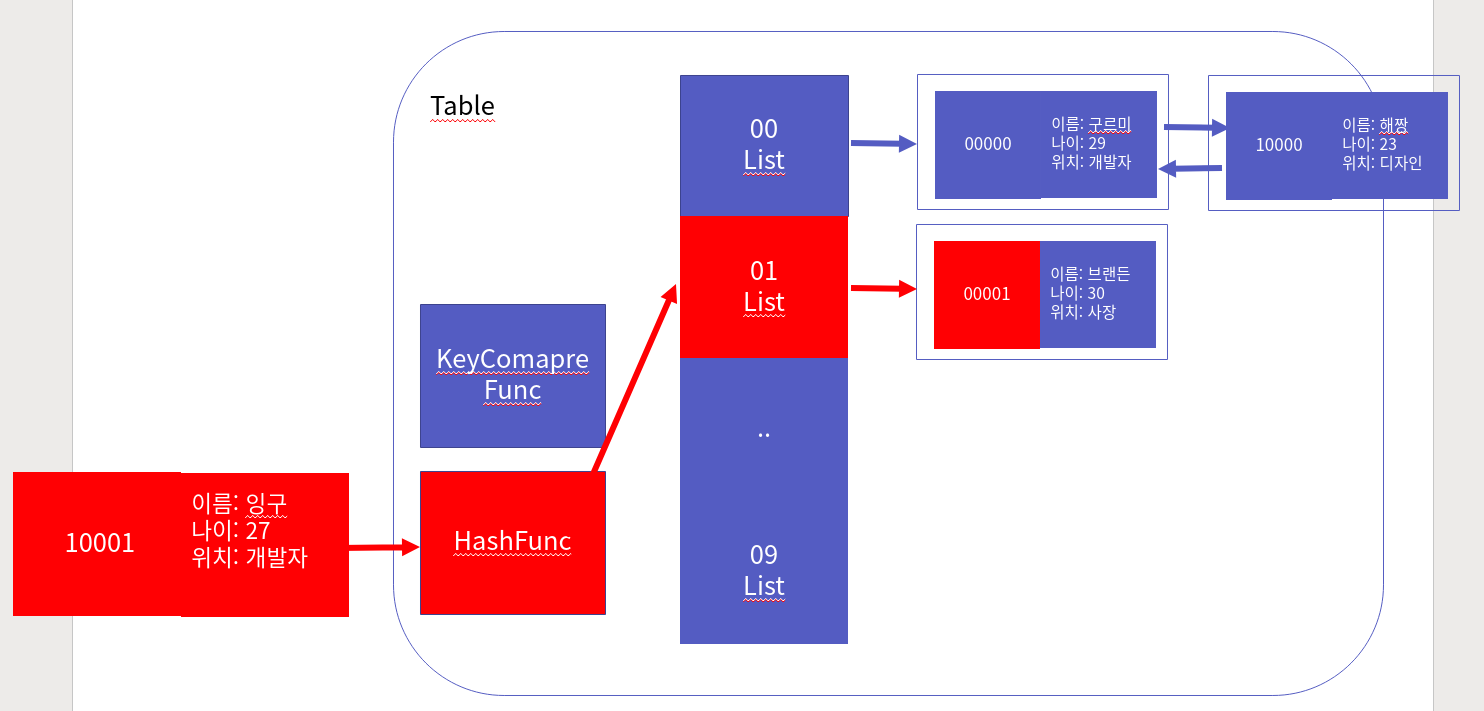 Table
00
List
00000
이름: 구르미
나이: 29
위치: 개발자
10000
이름: 해짱
나이: 23
위치: 디자인
01
List
00001
이름: 브랜든
나이: 30
위치: 사장
KeyComapre
Func
..
10001
이름: 잉구
나이: 27
위치: 개발자
HashFunc
09
List